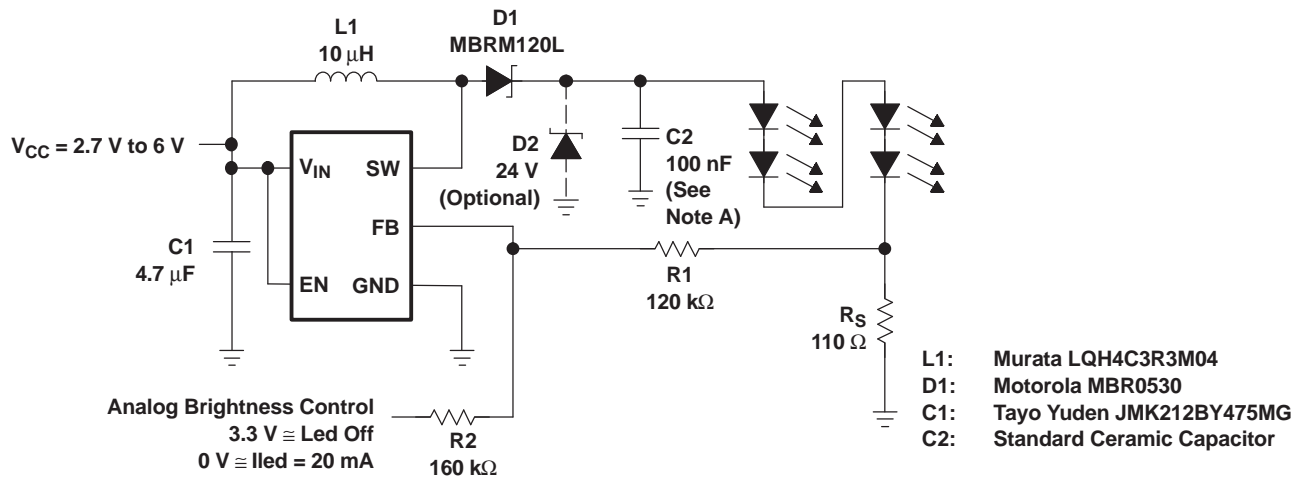 D1
MBRM120L
L1
10 μH
VCC = 2.7 V to 6 V
VIN
SW
D2
24 V
(Optional)
C2
100 nF
(See
Note A)
FB
C1
4.7 μF
EN
GND
R1
120 kΩ
RS
110 Ω
L1: Murata LQH4C3R3M04
D1: Motorola MBR0530
C1: Tayo Yuden JMK212BY475MG
C2: Standard Ceramic Capacitor
Analog Brightness Control
3.3 V ≅ Led Off
0 V ≅ Iled = 20 mA
R2
160 kΩ